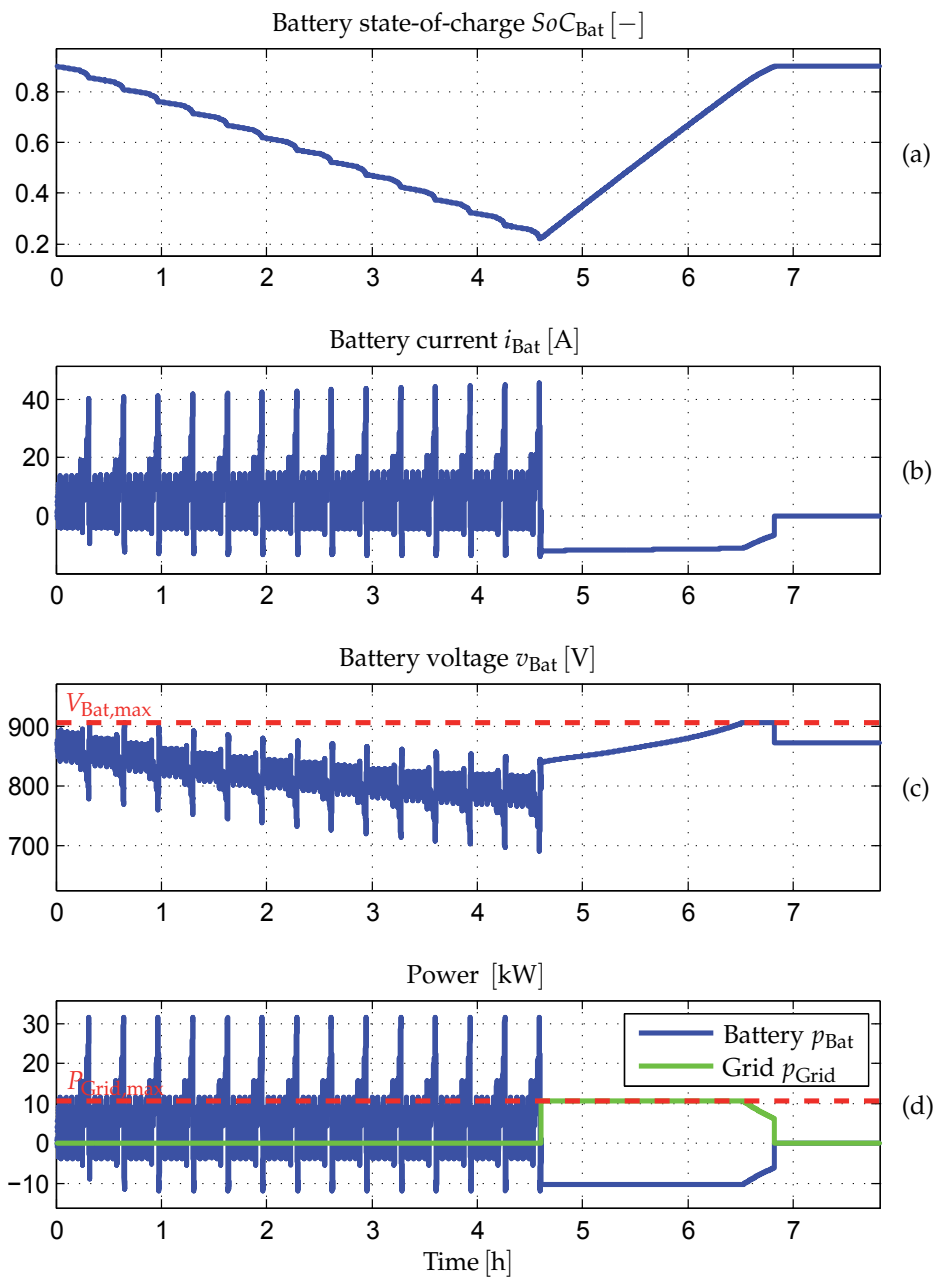 Battery state-of-charge SoC_Bat [−]
0.8
0.6
0.4
0.2
0 1 2 3 4 5 6 7
(a)
Battery current i_Bat [A]
40
20
0
0 1 2 3 4 5 6 7
(b)
Battery voltage v_Bat [V]
V_Bat,max
900
800
700
0 1 2 3 4 5 6 7
(c)
Power [kW]
30
20
10
0
−10
P_Grid,max
Battery p_Bat
Grid p_Grid
0 1 2 3 4 5 6 7
(d)
Time [h]